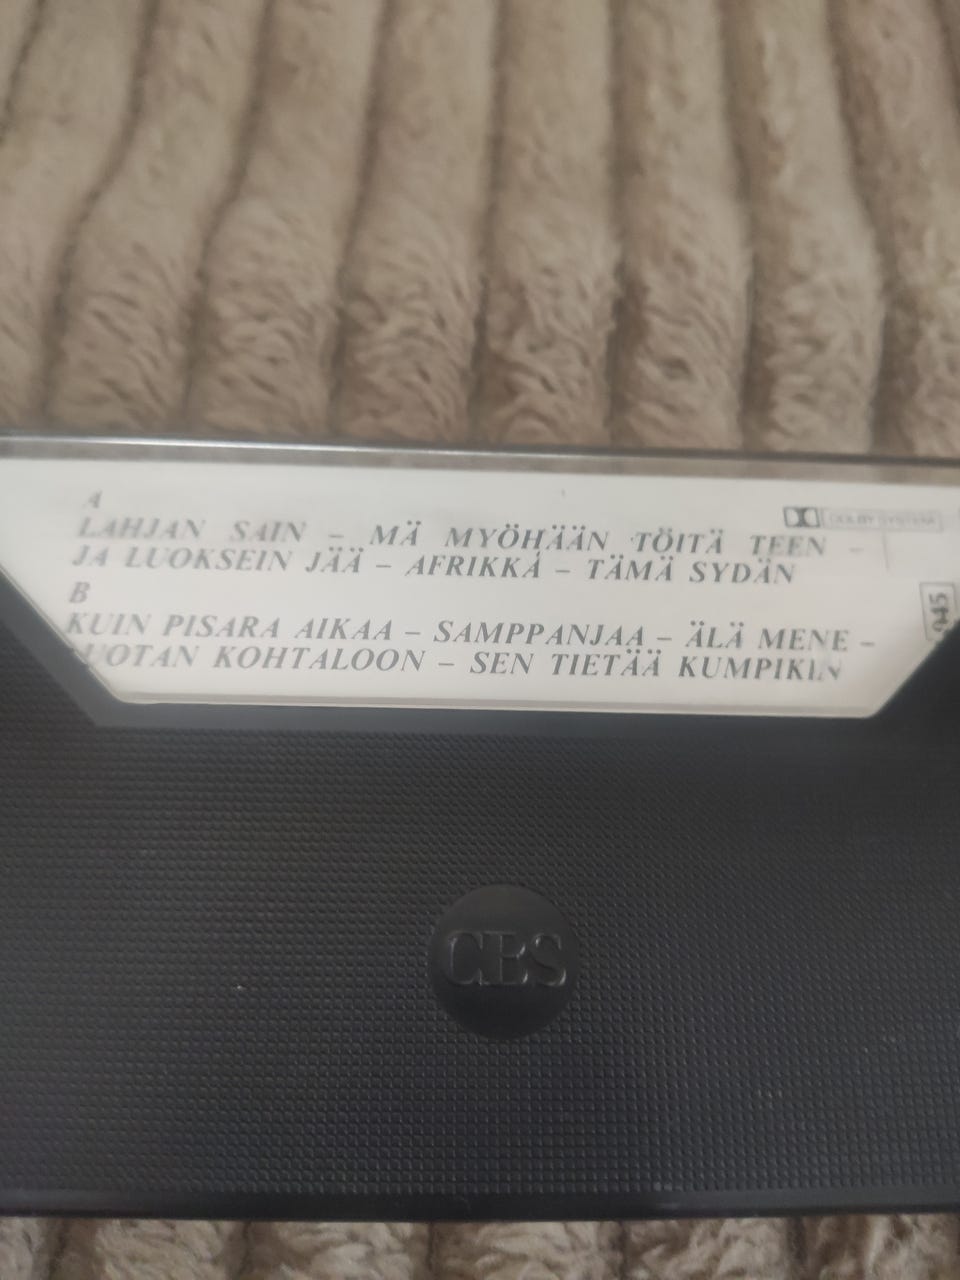 A
LAHJAN SAIN – MÄ MYÖHÄÄN TÖITÄ TEEN –
JA LUOKSEIN JÄÄ – AFRIKKA – TÄMÄ SYDÄN
DOLBY SYSTEM
B
KUIN PISARA AIKAA – SAMPPANJAA – ÄLÄ MENE –
LUOTAN KOHTALOON – SEN TIETÄÄ KUMPIKIN
945
CBS